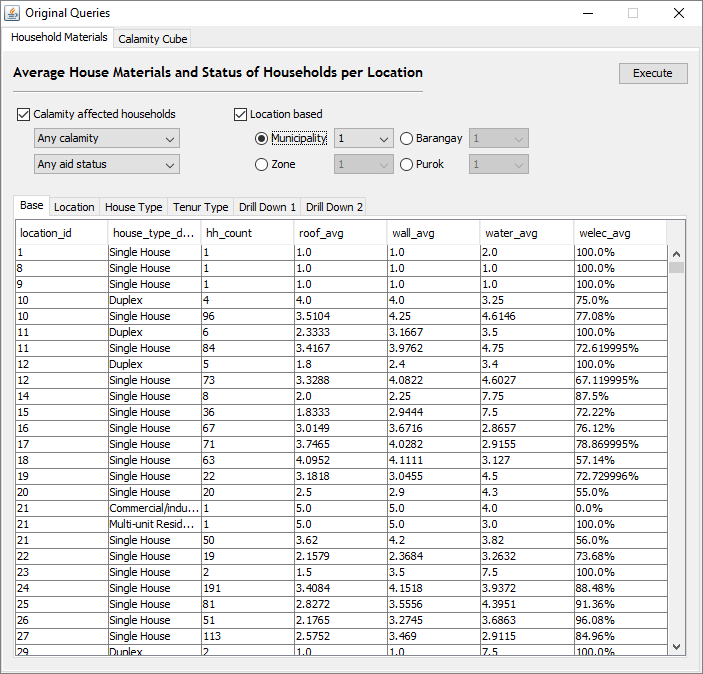 Original Queries
Household Materials Calamity Cube
Average House Materials and Status of Households per Location Execute
Calamity affected households Location based
Any calamity Municipality 1 Barangay 1
Any aid status Zone 1 Purok 1
Base Location House Type Tenur Type Drill Down 1 Drill Down 2
location_id house_type_d... hh_count roof_avg wall_avg water_avg welec_avg
1 Single House 1 1.0 1.0 2.0 100.0%
8 Single House 1 1.0 1.0 1.0 100.0%
9 Single House 1 1.0 1.0 1.0 100.0%
10 Duplex 4 4.0 4.0 3.25 75.0%
10 Single House 96 3.5104 4.25 4.6146 77.08%
11 Duplex 6 2.3333 3.1667 3.5 100.0%
11 Single House 84 3.4167 3.9762 4.75 72.619995%
12 Duplex 5 1.8 2.4 3.4 100.0%
12 Single House 73 3.3288 4.0822 4.6027 67.119995%
14 Single House 8 2.0 2.25 7.75 87.5%
15 Single House 36 1.8333 2.9444 7.5 72.22%
16 Single House 67 3.0149 3.6716 2.8657 76.12%
17 Single House 71 3.7465 4.0282 2.9155 78.869995%
18 Single House 63 4.0952 4.1111 3.127 57.14%
19 Single House 22 3.1818 3.0455 4.5 72.729996%
20 Single House 20 2.5 2.9 4.3 55.0%
21 Commercial/indu... 1 5.0 5.0 4.0 0.0%
21 Multi-unit Resid... 1 5.0 5.0 3.0 100.0%
21 Single House 50 3.62 4.2 3.82 56.0%
22 Single House 19 2.1579 2.3684 3.2632 73.68%
23 Single House 2 1.5 3.5 7.5 100.0%
24 Single House 191 3.4084 4.1518 3.9372 88.48%
25 Single House 81 2.8272 3.5556 4.3951 91.36%
26 Single House 51 2.1765 3.2745 3.6863 96.08%
27 Single House 113 2.5752 3.469 2.9115 84.96%
29 Duplex 2 1.0 1.0 7.5 100.0%